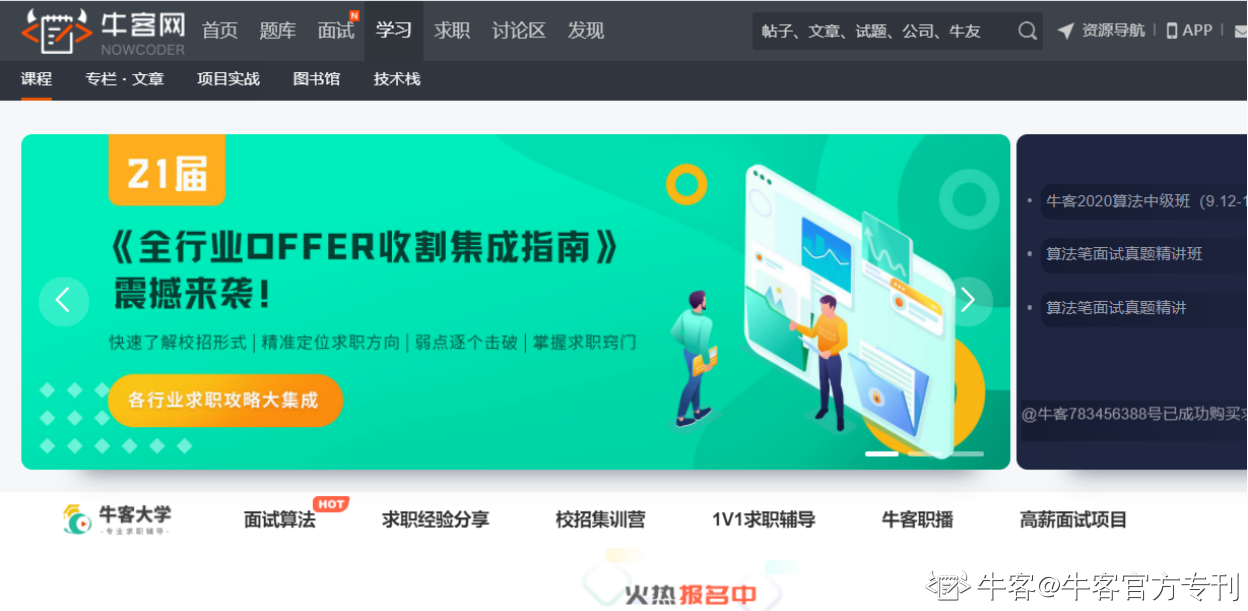 牛客网 首页 题库 面试 N 学习 求职 讨论区 发现 帖子、文章、试题、公司、牛友 资源导航 APP
NOWCODER
课程 专栏 · 文章 项目实战 图书馆 技术栈
21届
《全行业OFFER收割集成指南》
震撼来袭!
快速了解校招形式 | 精准定位求职方向 | 弱点逐个击破 | 掌握求职窍门
各行业求职攻略大集成
• 牛客2020算法中级班（9.12-1
• 算法笔面试真题精讲班
• 算法笔面试真题精讲
@牛客783456388号已成功购买求
牛客大学 面试算法 HOT 求职经验分享 校招集训营 1V1求职辅导 牛客职播 高薪面试项目
·专业求职辅导·
火热报名中
牛客@牛客官方专刊